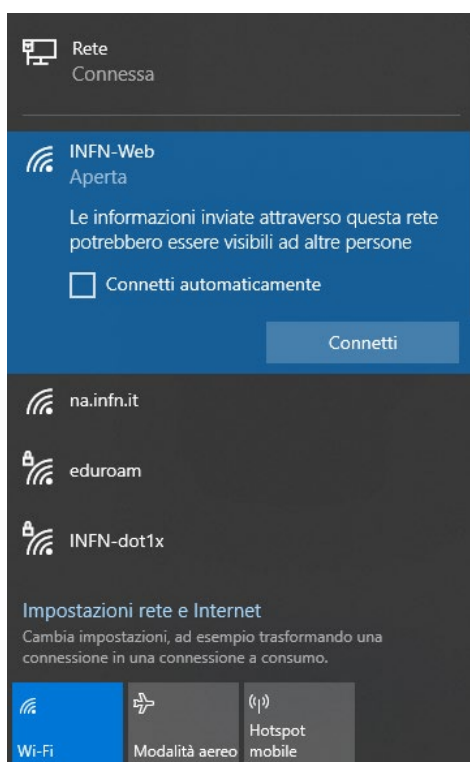 Rete
Connessa
INFN-Web
Aperta
Le informazioni inviate attraverso questa rete
potrebbero essere visibili ad altre persone
Connetti automaticamente
Connetti
na.infn.it
eduroam
INFN-dot1x
Impostazioni rete e Internet
Cambia impostazioni, ad esempio trasformando una
connessione in una connessione a consumo.
Wi-Fi
Modalità aereo
Hotspot
mobile